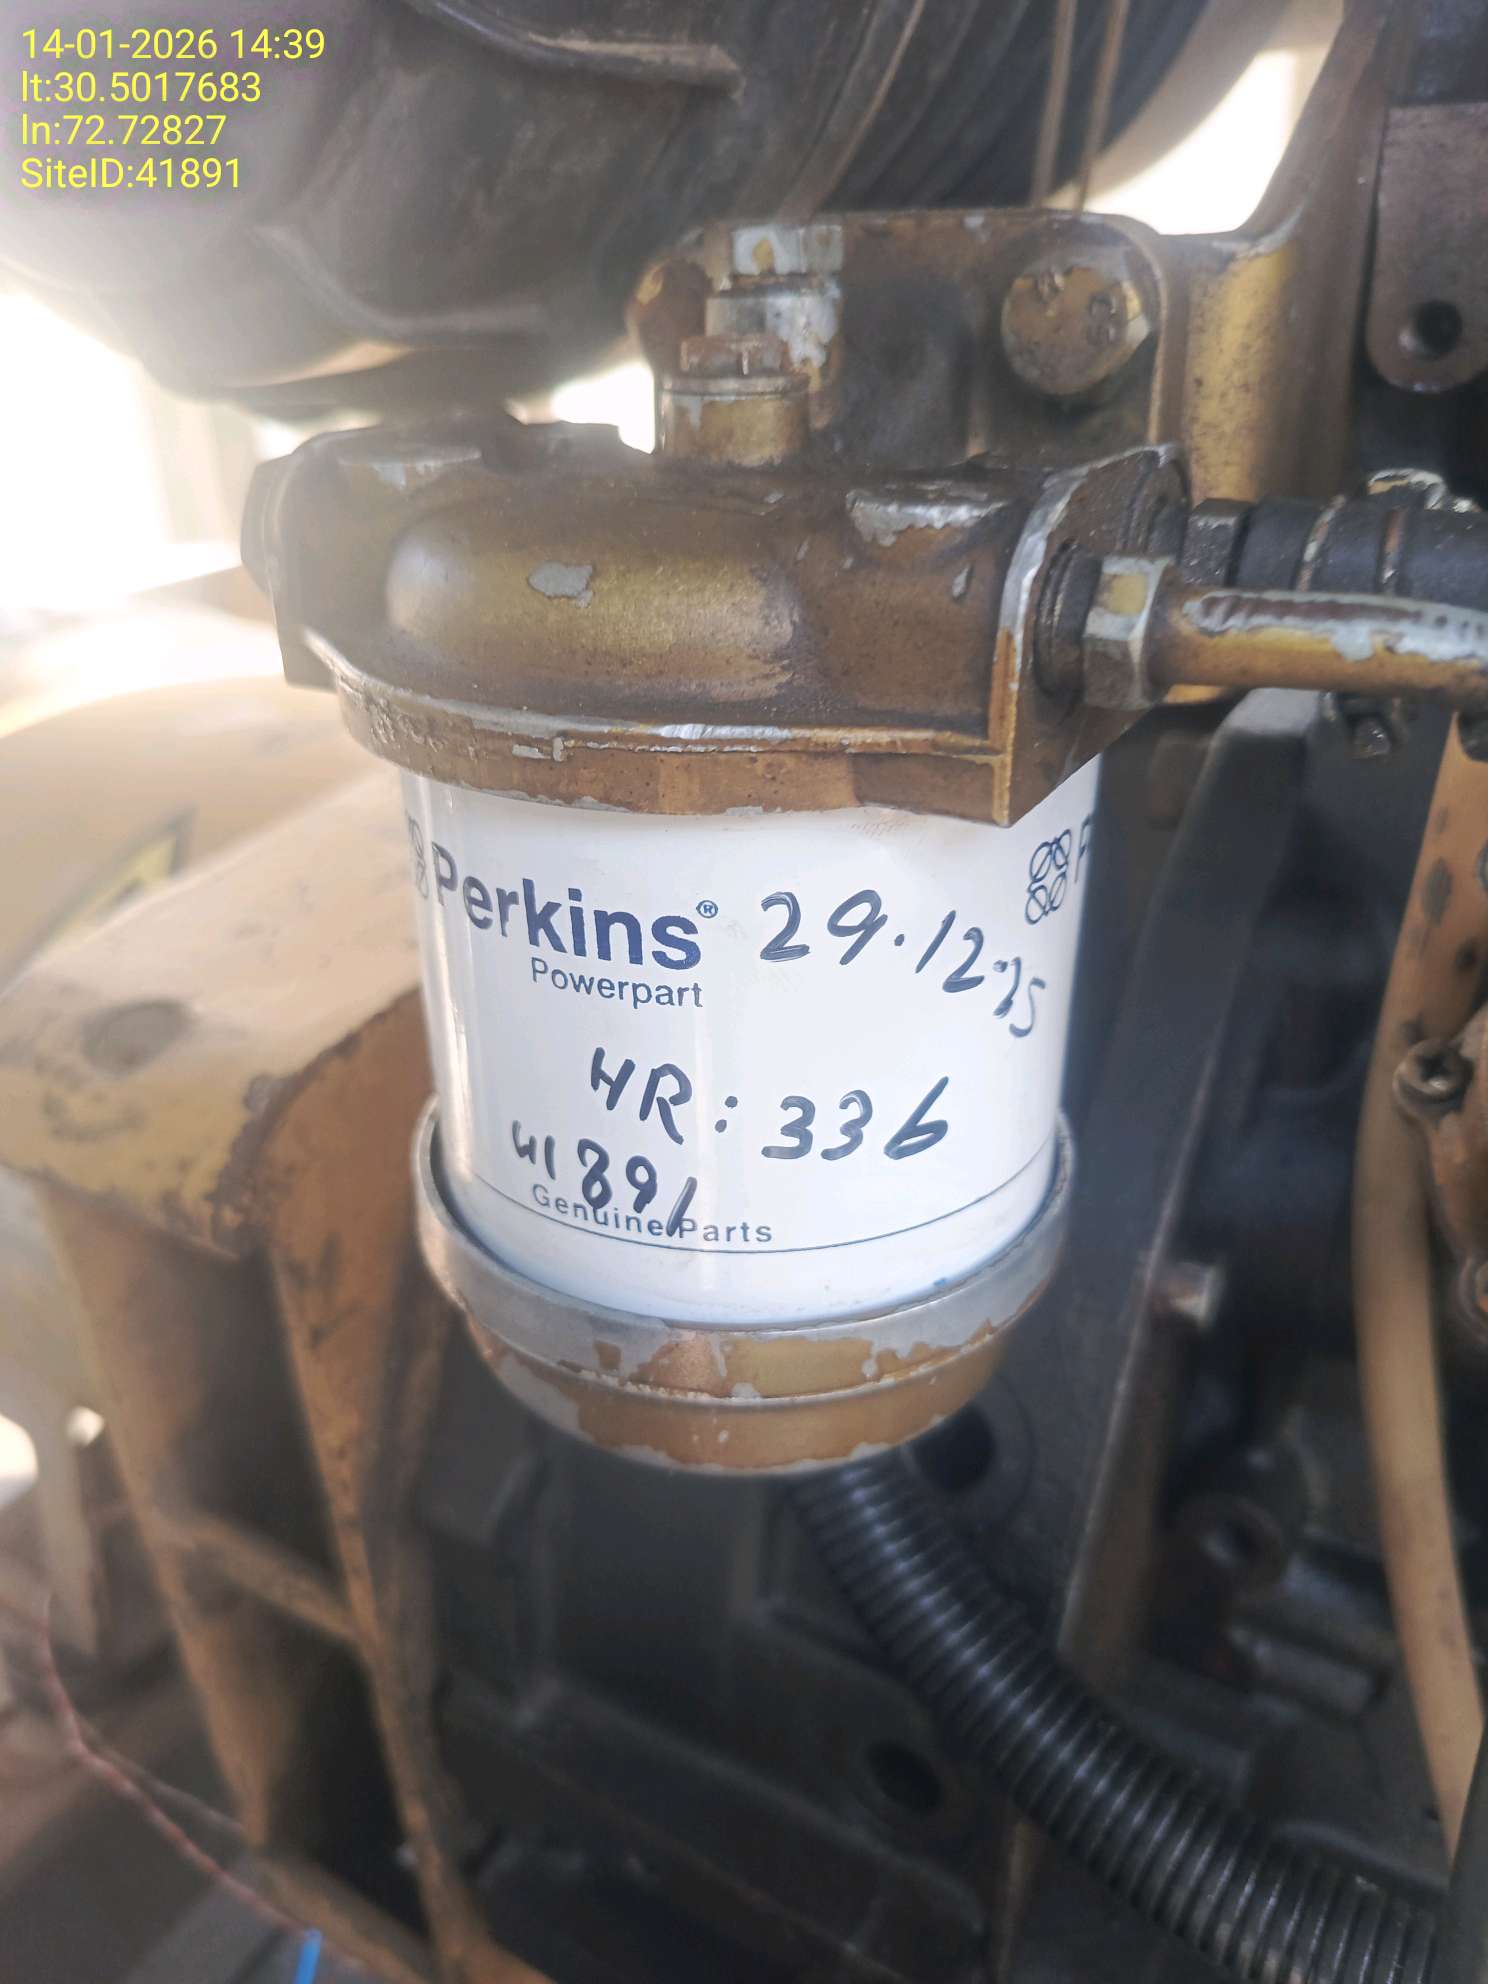 14-01-2026 14:39
lt:30.5017683
ln:72.72827
SiteID:41891
Perkins® 29.12.25
Powerpart
HR: 336
41891
Genuine Parts